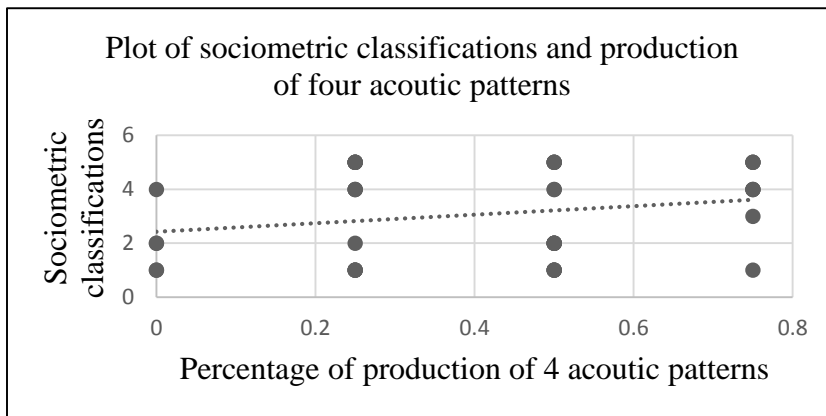 Plot of sociometric classifications and production
of four acoutic patterns
Sociometric
classifications
6
4
2
0
0
0.2
0.4
0.6
0.8
Percentage of production of 4 acoutic patterns